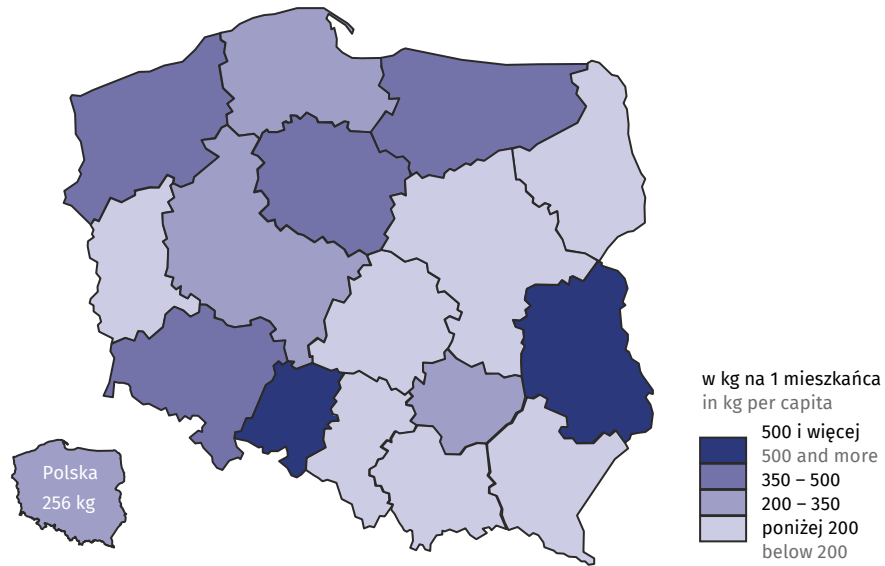 w kg na 1 mieszkańca
in kg per capita
500 i więcej
500 and more
350 – 500
200 – 350
poniżej 200
below 200
Polska
256 kg